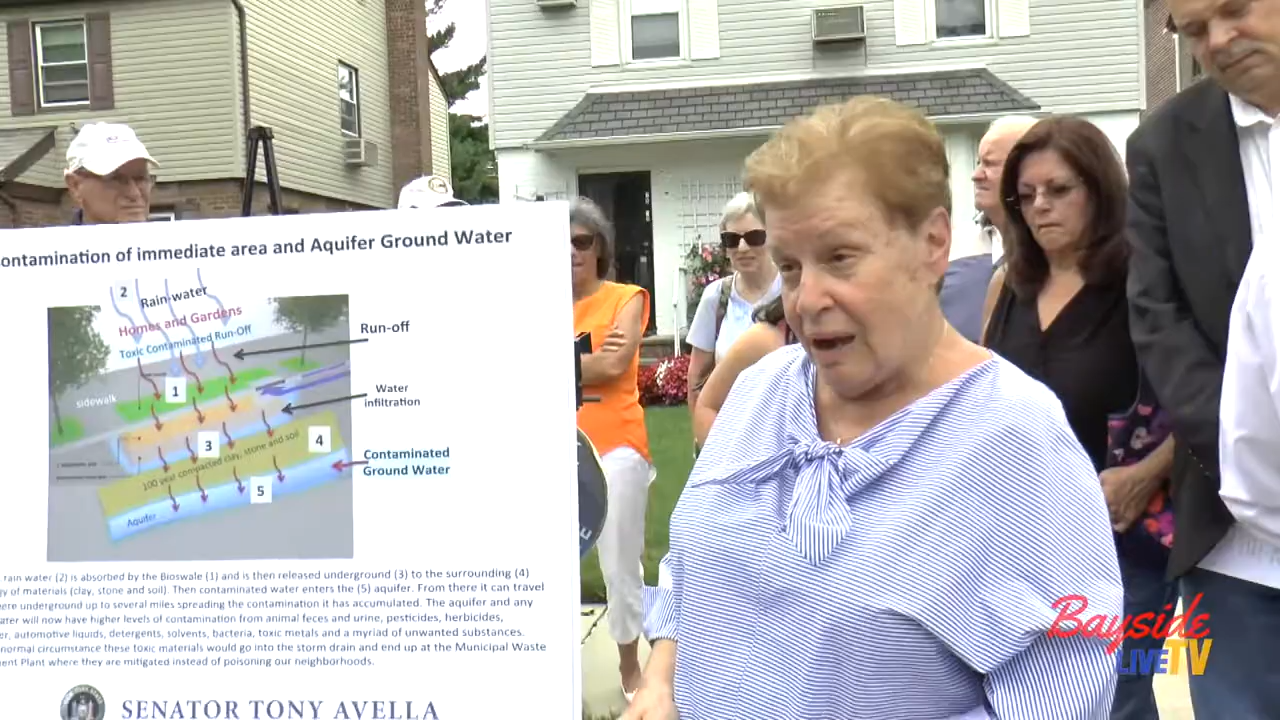 ontamination of immediate area and Aquifer Ground Water
2
Rain-water
Homes and Gardens
Toxic Contaminated Run-Off
Run-off
1
sidewalk
Water
infiltration
3
4
100 year compacted clay, stone and soil
Contaminated
Ground Water
5
Aquifer
rain water (2) is absorbed by the Bioswale (1) and is then released underground (3) to the surrounding (4)
gy of materials (clay, stone and soil). Then contaminated water enters the (5) aquifer. From there it can travel
ere underground up to several miles spreading the contamination it has accumulated. The aquifer and any
ater will now have higher levels of contamination from animal feces and urine, pesticides, herbicides,
er, automotive liquids, detergents, solvents, bacteria, toxic metals and a myriad of unwanted substances.
normal circumstance these toxic materials would go into the storm drain and end up at the Municipal Waste
ent Plant where they are mitigated instead of poisoning our neighborhoods.
SENATOR TONY AVELLA
Bayside
LIVETV